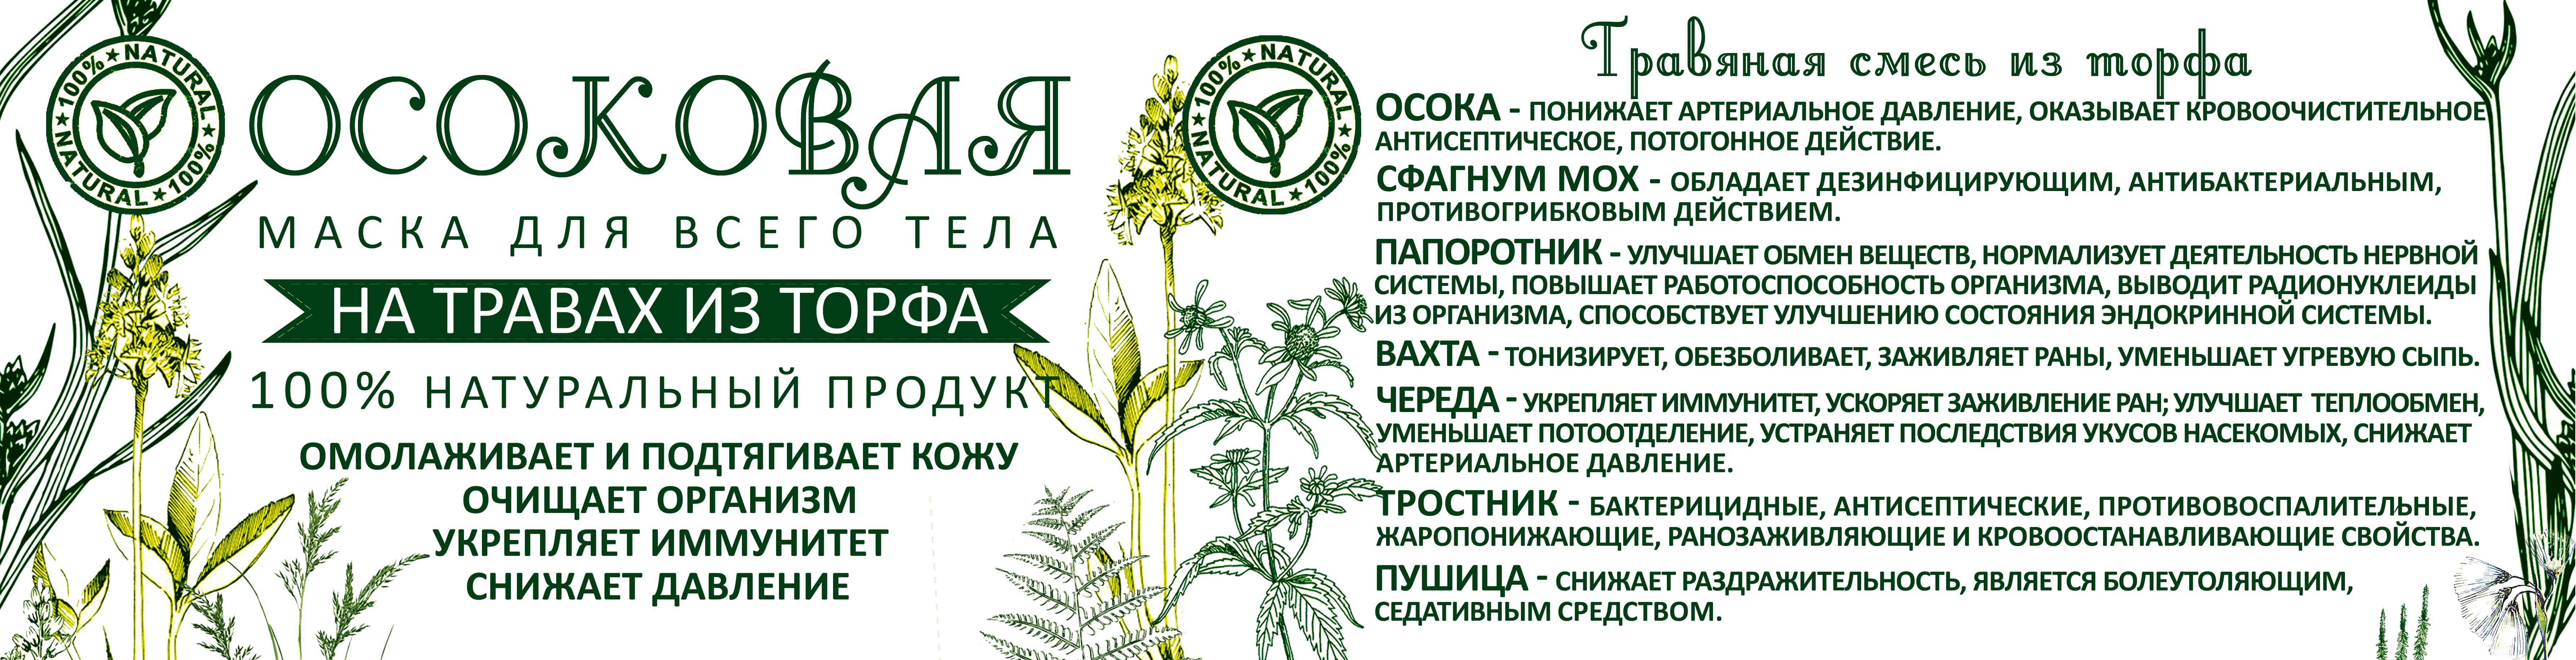 100% ★ NATURAL ★ 100% ★ NATURAL ★
ОСОКОВАЯ
МАСКА ДЛЯ ВСЕГО ТЕЛА
НА ТРАВАХ ИЗ ТОРФА
100% НАТУРАЛЬНЫЙ ПРОДУКТ
ОМОЛАЖИВАЕТ И ПОДТЯГИВАЕТ КОЖУ
ОЧИЩАЕТ ОРГАНИЗМ
УКРЕПЛЯЕТ ИММУНИТЕТ
СНИЖАЕТ ДАВЛЕНИЕ
100% ★ NATURAL ★ 100% ★ NATURAL ★
Травяная смесь из торфа
ОСОКА - ПОНИЖАЕТ АРТЕРИАЛЬНОЕ ДАВЛЕНИЕ, ОКАЗЫВАЕТ КРОВООЧИСТИТЕЛЬНОЕ
АНТИСЕПТИЧЕСКОЕ, ПОТОГОННОЕ ДЕЙСТВИЕ.
СФАГНУМ МОХ - ОБЛАДАЕТ ДЕЗИНФИЦИРУЮЩИМ, АНТИБАКТЕРИАЛЬНЫМ,
ПРОТИВОГРИБКОВЫМ ДЕЙСТВИЕМ.
ПАПОРОТНИК - УЛУЧШАЕТ ОБМЕН ВЕЩЕСТВ, НОРМАЛИЗУЕТ ДЕЯТЕЛЬНОСТЬ НЕРВНОЙ
СИСТЕМЫ, ПОВЫШАЕТ РАБОТОСПОСОБНОСТЬ ОРГАНИЗМА, ВЫВОДИТ РАДИОНУКЛЕИДЫ
ИЗ ОРГАНИЗМА, СПОСОБСТВУЕТ УЛУЧШЕНИЮ СОСТОЯНИЯ ЭНДОКРИННОЙ СИСТЕМЫ.
ВАХТА - ТОНИЗИРУЕТ, ОБЕЗБОЛИВАЕТ, ЗАЖИВЛЯЕТ РАНЫ, УМЕНЬШАЕТ УГРЕВУЮ СЫПЬ.
ЧЕРЕДА - УКРЕПЛЯЕТ ИММУНИТЕТ, УСКОРЯЕТ ЗАЖИВЛЕНИЕ РАН; УЛУЧШАЕТ ТЕПЛООБМЕН,
УМЕНЬШАЕТ ПОТООТДЕЛЕНИЕ, УСТРАНЯЕТ ПОСЛЕДСТВИЯ УКУСОВ НАСЕКОМЫХ, СНИЖАЕТ
АРТЕРИАЛЬНОЕ ДАВЛЕНИЕ.
ТРОСТНИК - БАКТЕРИЦИДНЫЕ, АНТИСЕПТИЧЕСКИЕ, ПРОТИВОВОСПАЛИТЕЛЬНЫЕ,
ЖАРОПОНИЖАЮЩИЕ, РАНОЗАЖИВЛЯЮЩИЕ И КРОВООСТАНАВЛИВАЮЩИЕ СВОЙСТВА.
ПУШИЦА - СНИЖАЕТ РАЗДРАЖИТЕЛЬНОСТЬ, ЯВЛЯЕТСЯ БОЛЕУТОЛЯЮЩИМ,
СЕДАТИВНЫМ СРЕДСТВОМ.